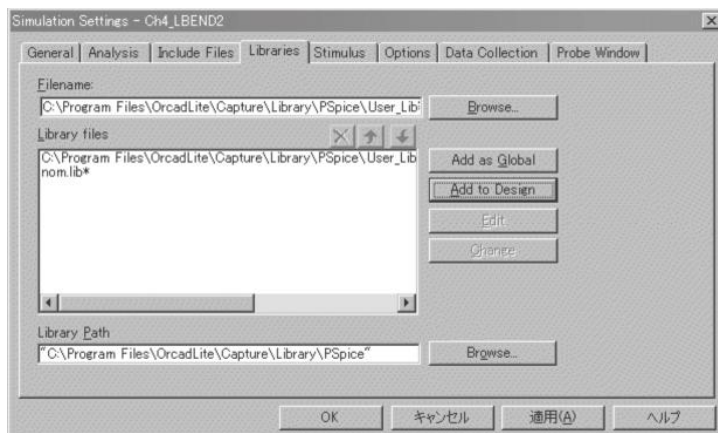 Simulation Settings - Ch4_LBEND2
General
Analysis
Include Files
Libraries
Stimulus
Options
Data Collection
Probe Window
Filename:
C:\Program Files\OrcadLite\Capture\Library\PSpice\User_Lib
Browse...
Library files
C:\Program Files\OrcadLite\Capture\Library\PSpice\User_Lib
nom.lib*
Add as Global
Add to Design
Edit
Change
Library Path
"C:\Program Files\OrcadLite\Capture\Library\PSpice"
Browse...
OK
キャンセル
適用(A)
ヘルプ